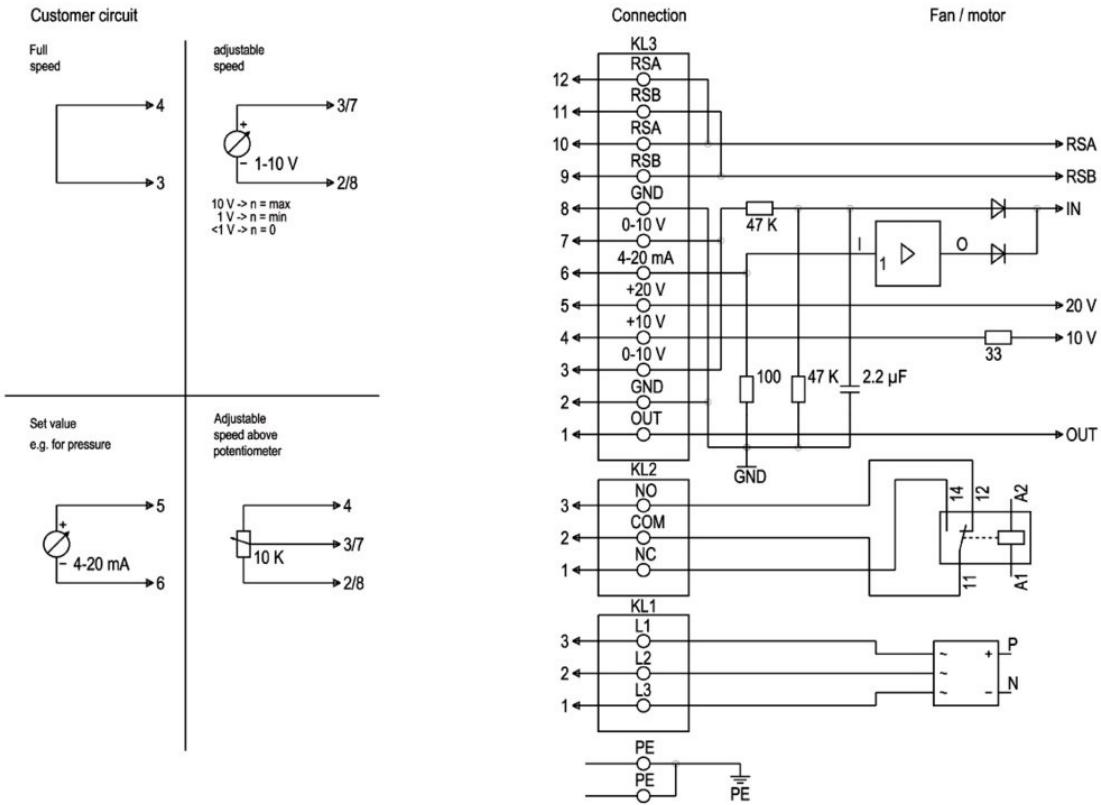 Customer circuit
Full
speed
4
3
adjustable
speed
3/7
+
– 1-10 V
2/8
10 V -> n = max
1 V -> n = min
<1 V -> n = 0
Set value
e.g. for pressure
5
+
– 4-20 mA
6
Adjustable
speed above
potentiometer
4
3/7
10 K
2/8
Connection
Fan / motor
KL3
RSA
12
RSB
11
RSA
10
RSA
RSB
9
RSB
GND
8
47 K
IN
0-10 V
7
I
1
O
4-20 mA
6
+20 V
5
20 V
+10 V
4
33
10 V
0-10 V
3
100
47 K
2.2 µF
GND
2
OUT
1
OUT
GND
KL2
NO
3
COM
2
NC
1
14
12
A2
11
A1
KL1
L1
3
L2
2
L3
1
~
+
P
~
~
–
N
PE
PE
PE